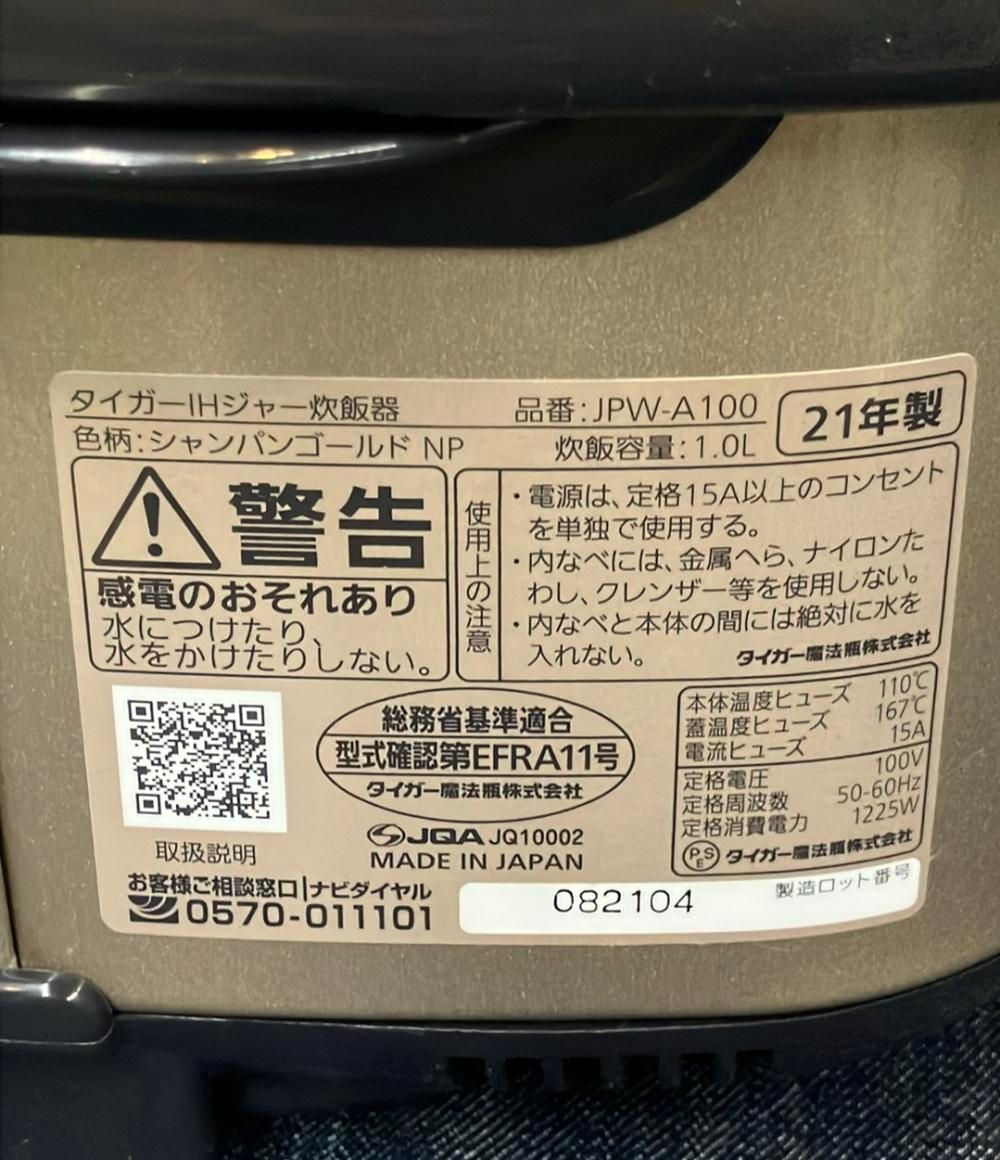 タイガーIHジャー炊飯器
品番:JPW-A100
21年製
色柄:シャンパンゴールド NP
炊飯容量:1.0L
警告
感電のおそれあり
水につけたり、
水をかけたりしない。
使用上の注意
・電源は、定格15A以上のコンセント
を単独で使用する。
・内なべには、金属へら、ナイロンた
わし、クレンザー等を使用しない。
・内なべと本体の間には絶対に水を
入れない。
タイガー魔法瓶株式会社
取扱説明
総務省基準適合
型式確認第EFRA11号
タイガー魔法瓶株式会社
JQA JQ10002
MADE IN JAPAN
本体温度ヒューズ 110℃
蓋温度ヒューズ 167℃
電流ヒューズ 15A
定格電圧 100V
定格周波数 50-60Hz
定格消費電力 1225W
PSE タイガー魔法瓶株式会社
お客様ご相談窓口|ナビダイヤル
0570-011101
082104
製造ロット番号